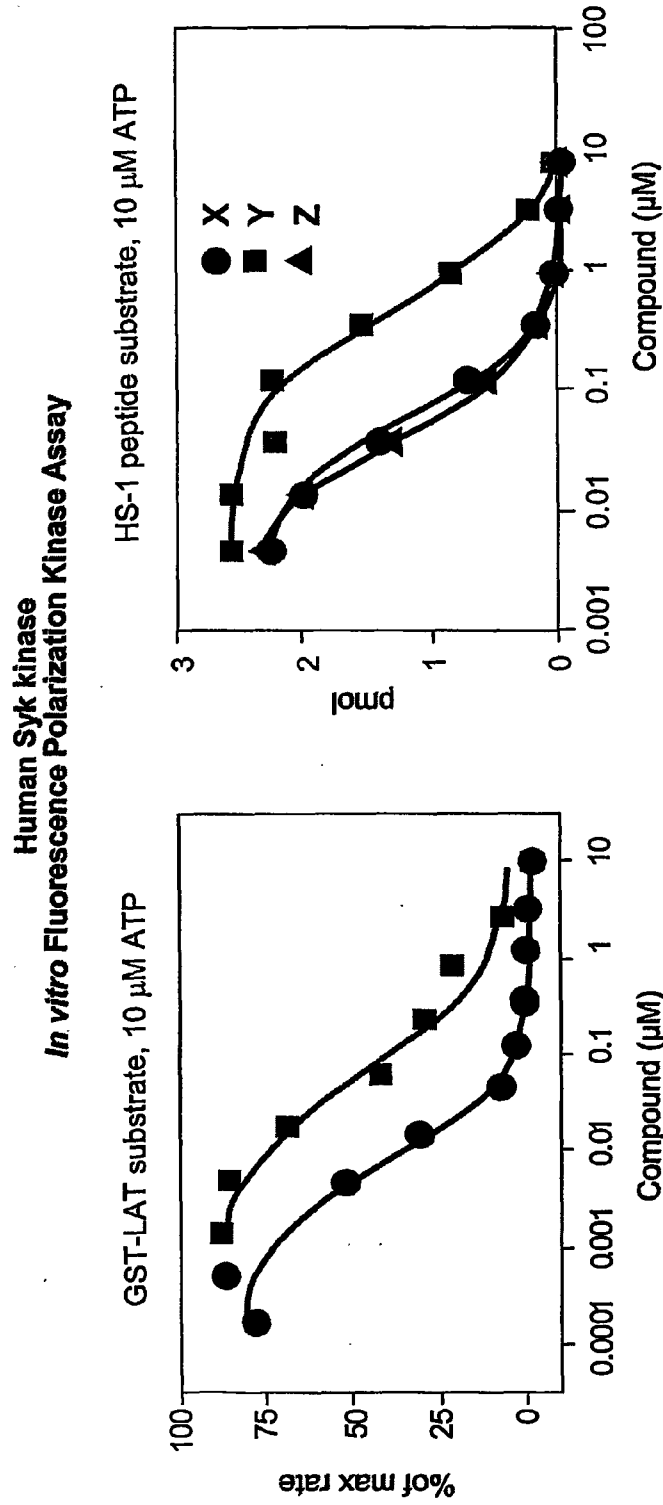 Human Syk kinase
In vitro Fluorescence Polarization Kinase Assay
GST-LAT substrate, 10 µM ATP
%of max rate
100
75
50
25
0
0.0001
0.001
0.01
0.1
1
10
Compound (µM)
HS-1 peptide substrate, 10 µM ATP
X
Y
Z
pmol
3
2
1
0
0.001
0.01
0.1
1
10
100
Compound (µM)